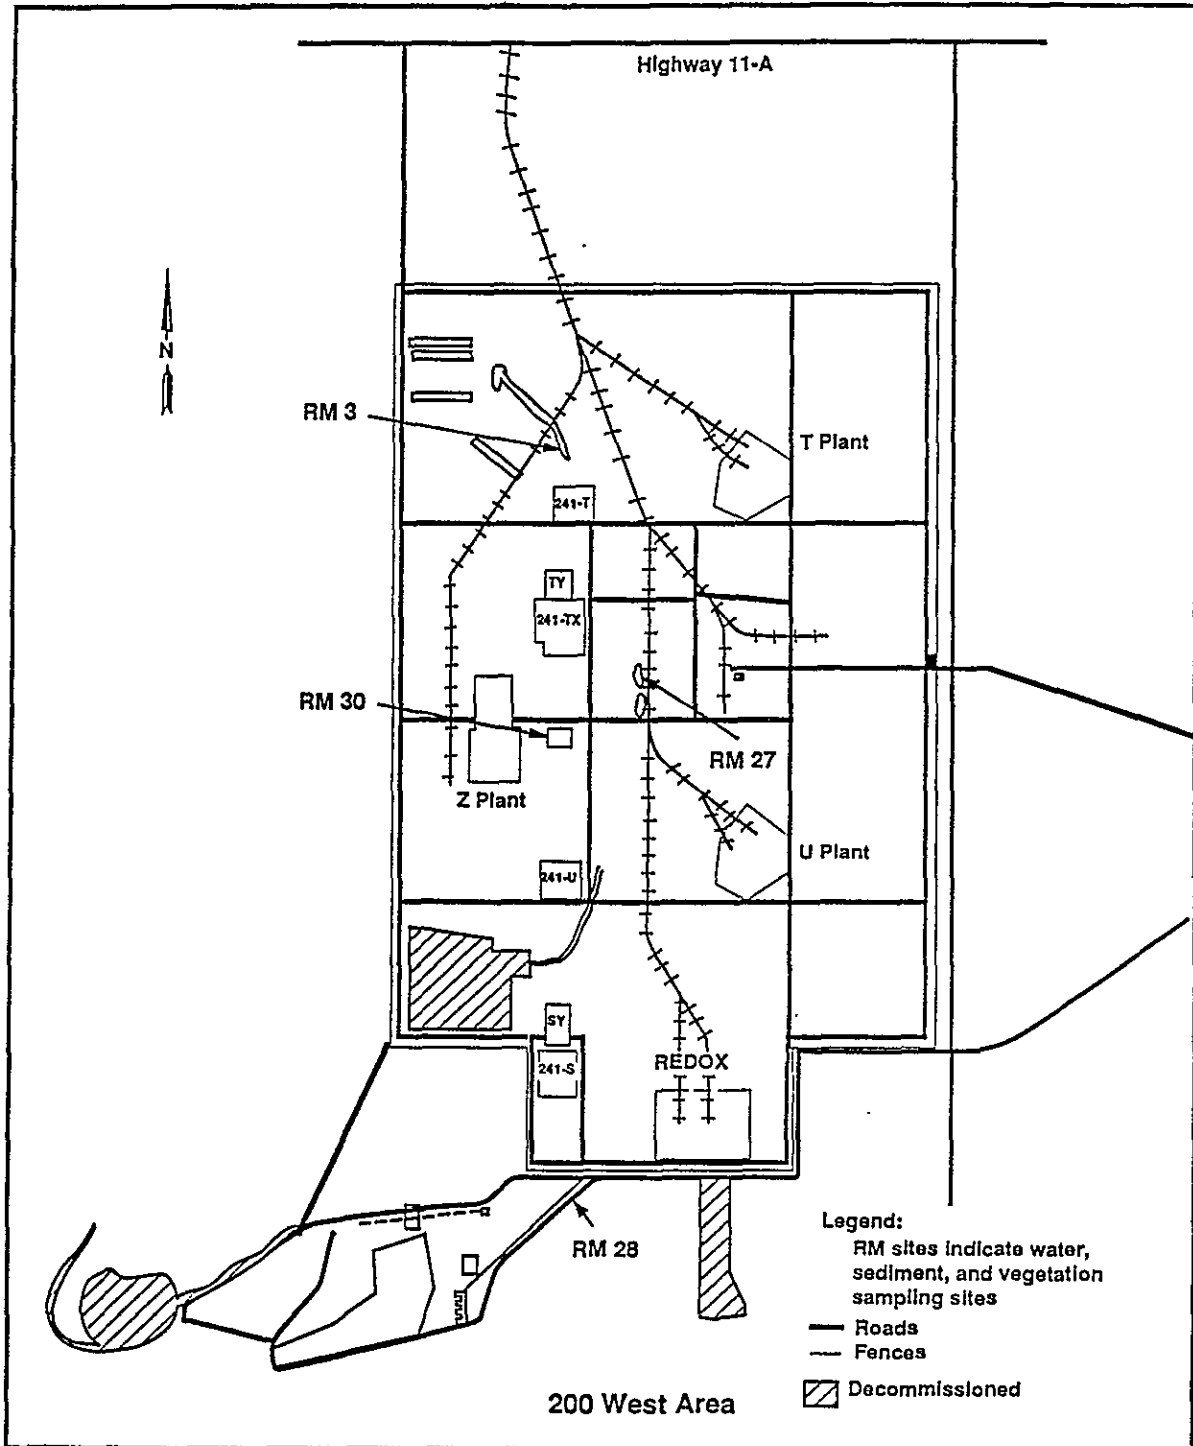 Highway 11-A
N
RM 3
T Plant
241-T
TY
241-TX
RM 30
RM 27
Z Plant
U Plant
241-U
SY
241-S
REDOX
RM 28
Legend:
RM sites indicate water,
sediment, and vegetation
sampling sites
Roads
Fences
Decommissioned
200 West Area